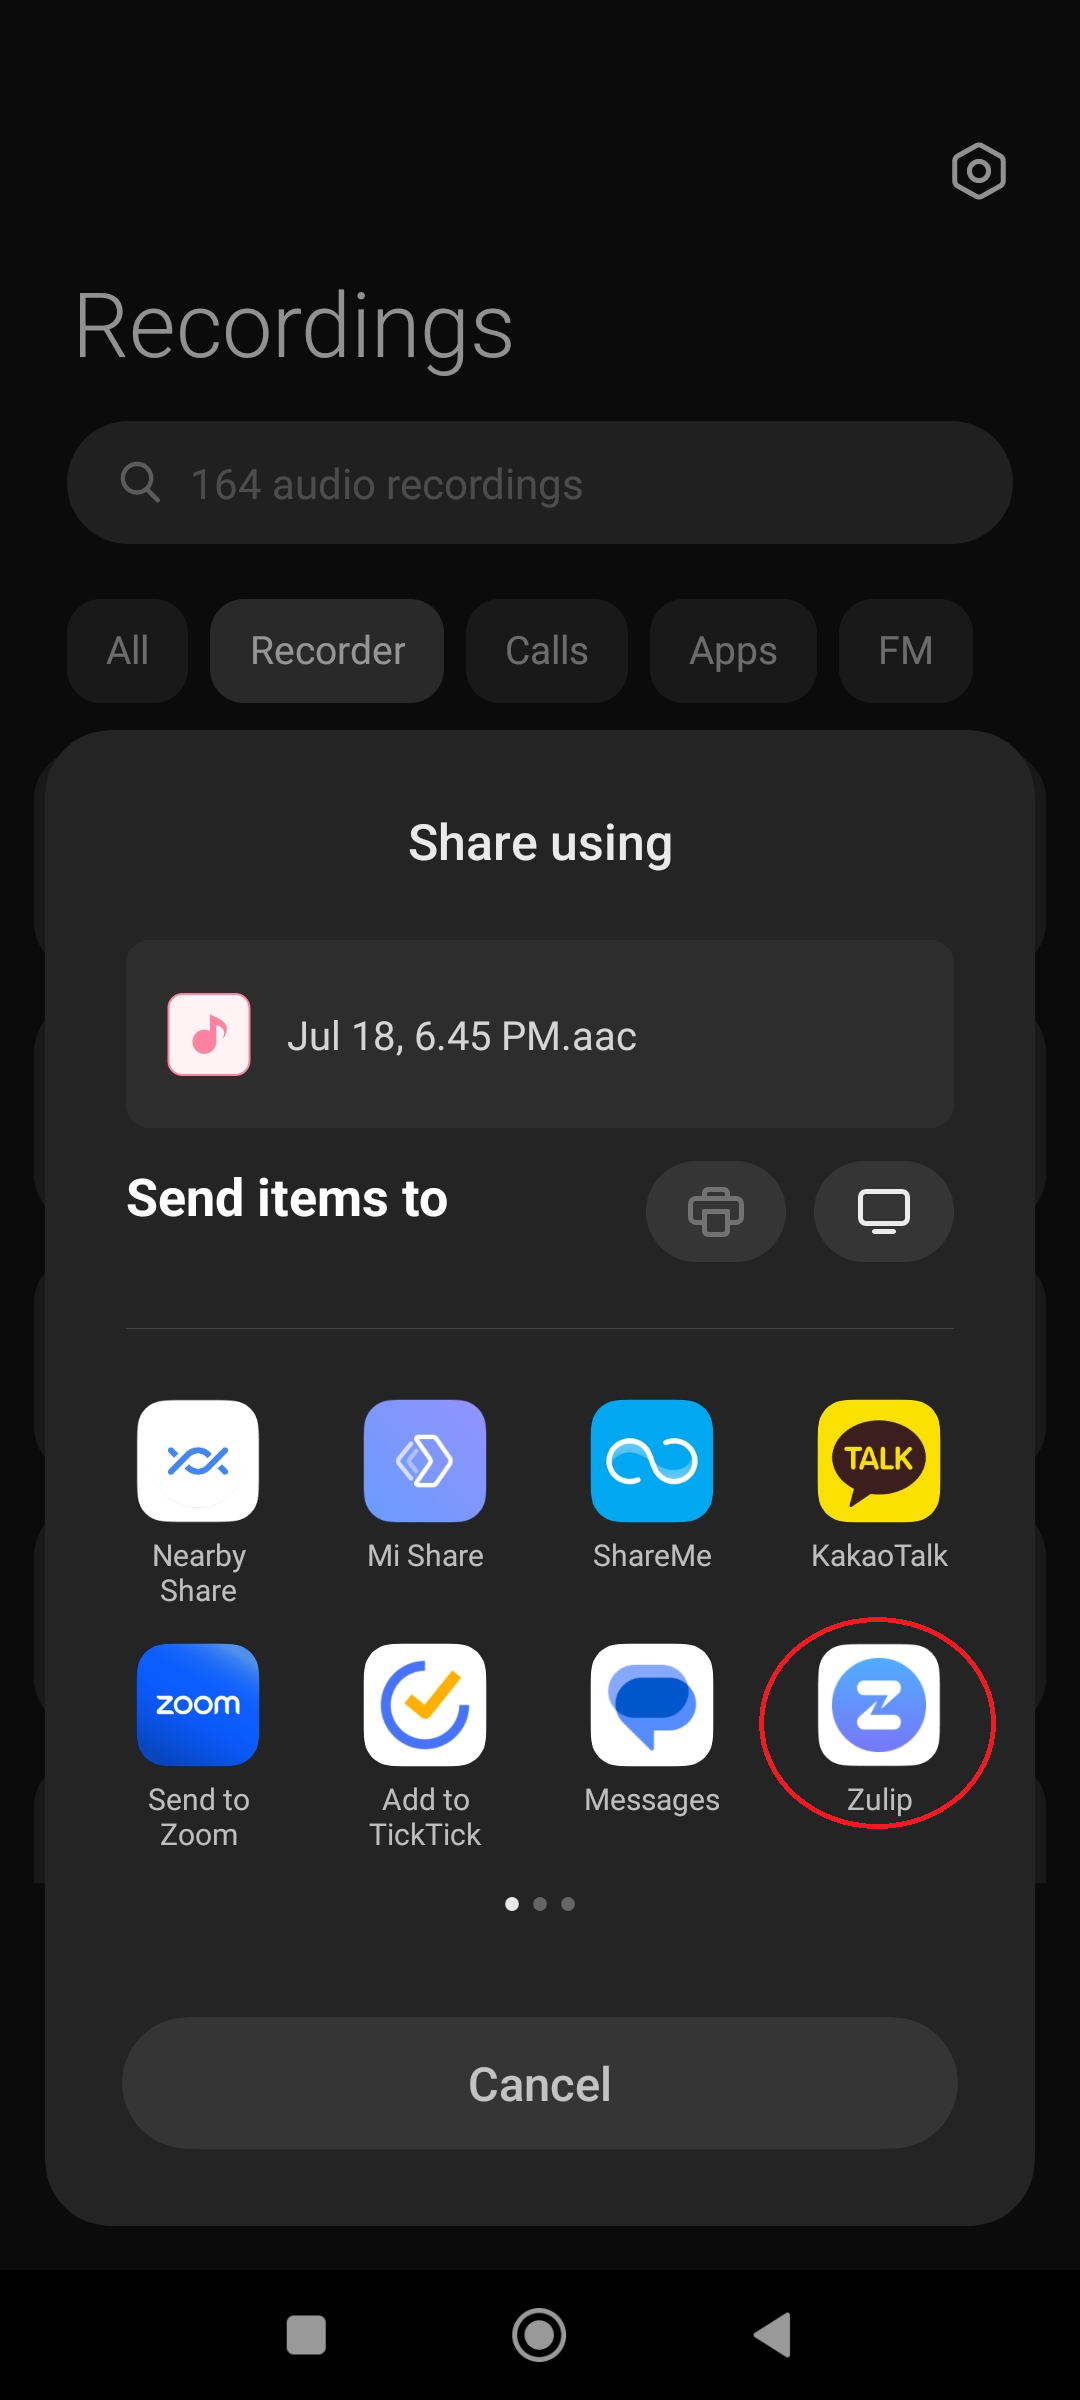 Recordings
164 audio recordings
All Recorder Calls Apps FM
Share using
Jul 18, 6.45 PM.aac
Send items to
TALK
Nearby Share
Mi Share
ShareMe
KakaoTalk
zoom
Z
Send to Zoom
Add to TickTick
Messages
Zulip
Cancel